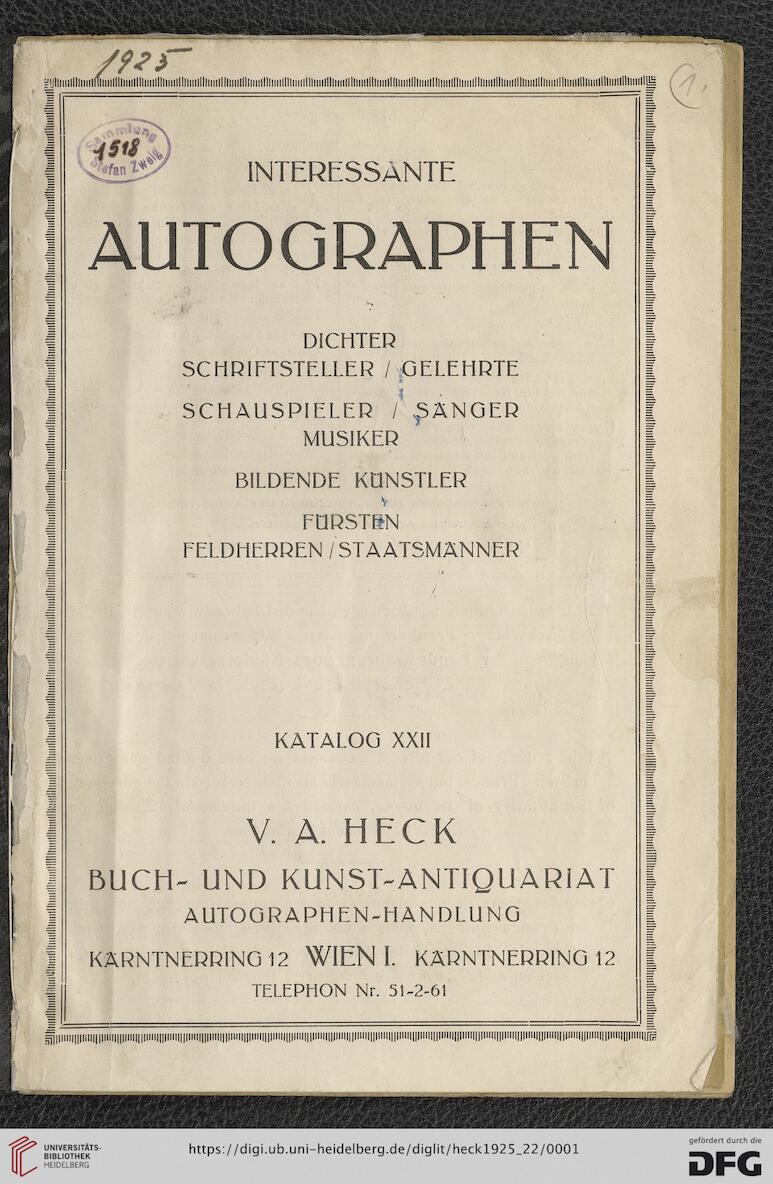 1925
1.
Sammlung
1518
Stefan Zweig
INTERESSANTE
AUTOGRAPHEN
DICHTER
SCHRIFTSTELLER / GELEHRTE
SCHAUSPIELER / SÄNGER
MUSIKER
BILDENDE KÜNSTLER
FÜRSTEN
FELDHERREN / STAATSMÄNNER
KATALOG XXII
V. A. HECK
BUCH- UND KUNST-ANTIQUARIAT
AUTOGRAPHEN-HANDLUNG
KÄRNTNERRING 12 WIEN I. KÄRNTNERRING 12
TELEPHON Nr. 51-2-61
UNIVERSITÄTS-
BIBLIOTHEK
HEIDELBERG
https://digi.ub.uni-heidelberg.de/diglit/heck1925_22/0001
gefördert durch die
DFG